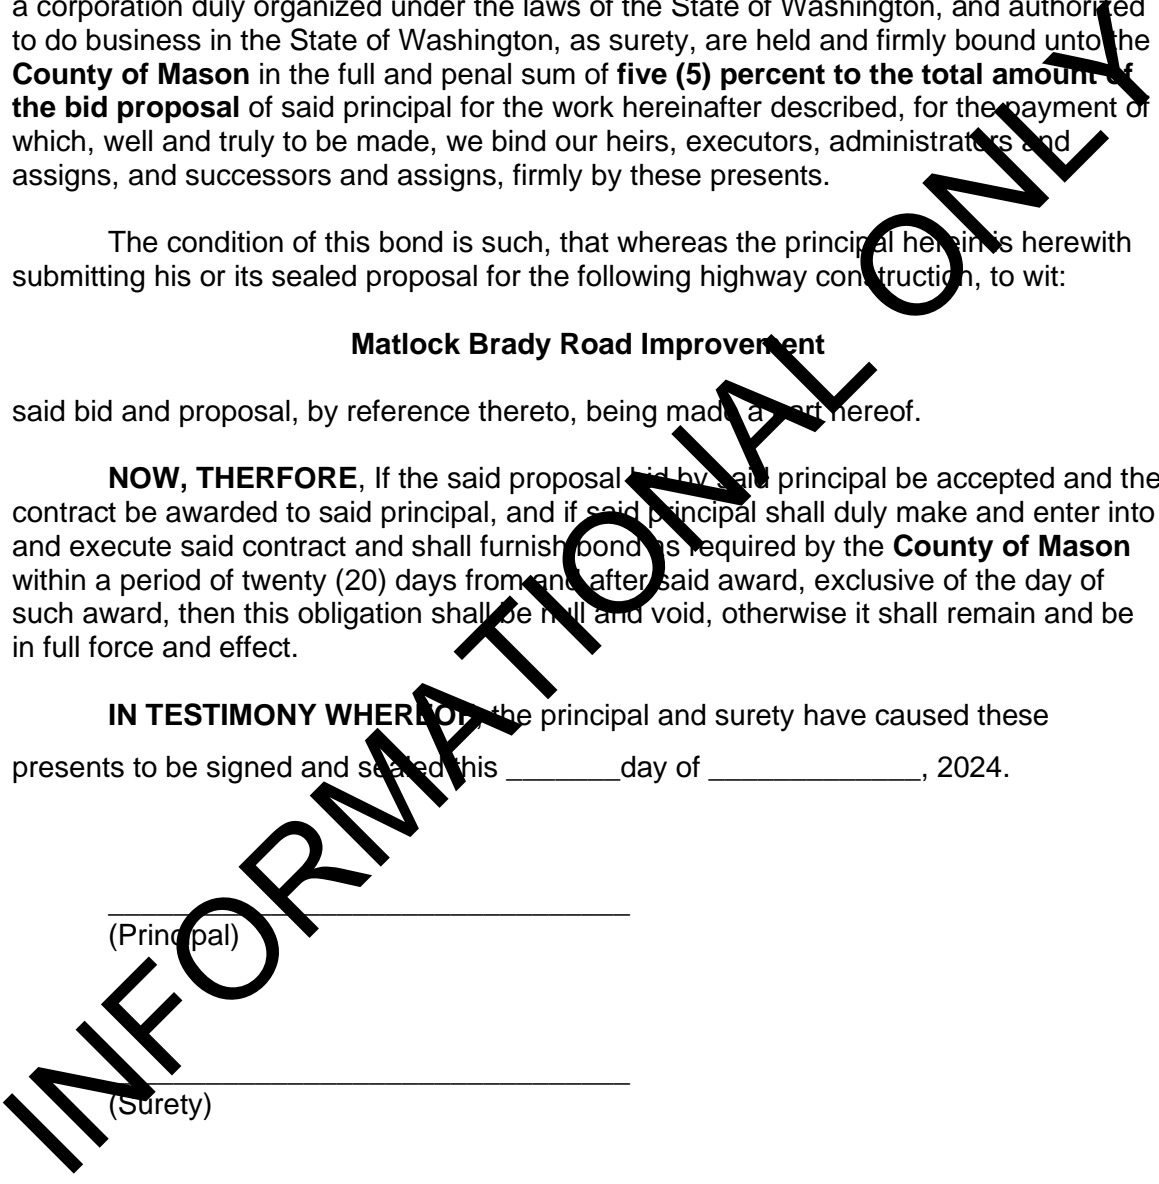 a corporation duly organized under the laws of the State of Washington, and authorized
to do business in the State of Washington, as surety, are held and firmly bound unto the
County of Mason in the full and penal sum of five (5) percent to the total amount of
the bid proposal of said principal for the work hereinafter described, for the payment of
which, well and truly to be made, we bind our heirs, executors, administrators and
assigns, and successors and assigns, firmly by these presents.
The condition of this bond is such, that whereas the principal herein is herewith
submitting his or its sealed proposal for the following highway construction, to wit:
Matlock Brady Road Improvement
said bid and proposal, by reference thereto, being made a part hereof.
NOW, THERFORE, If the said proposal bid by said principal be accepted and the
contract be awarded to said principal, and if said principal shall duly make and enter into
and execute said contract and shall furnish bond as required by the County of Mason
within a period of twenty (20) days from and after said award, exclusive of the day of
such award, then this obligation shall be null and void, otherwise it shall remain and be
in full force and effect.
IN TESTIMONY WHEREOF, the principal and surety have caused these
presents to be signed and sealed this _______day of _____________, 2024.
________________________________
(Principal)
________________________________
(Surety)
INFORMATIONAL ONLY